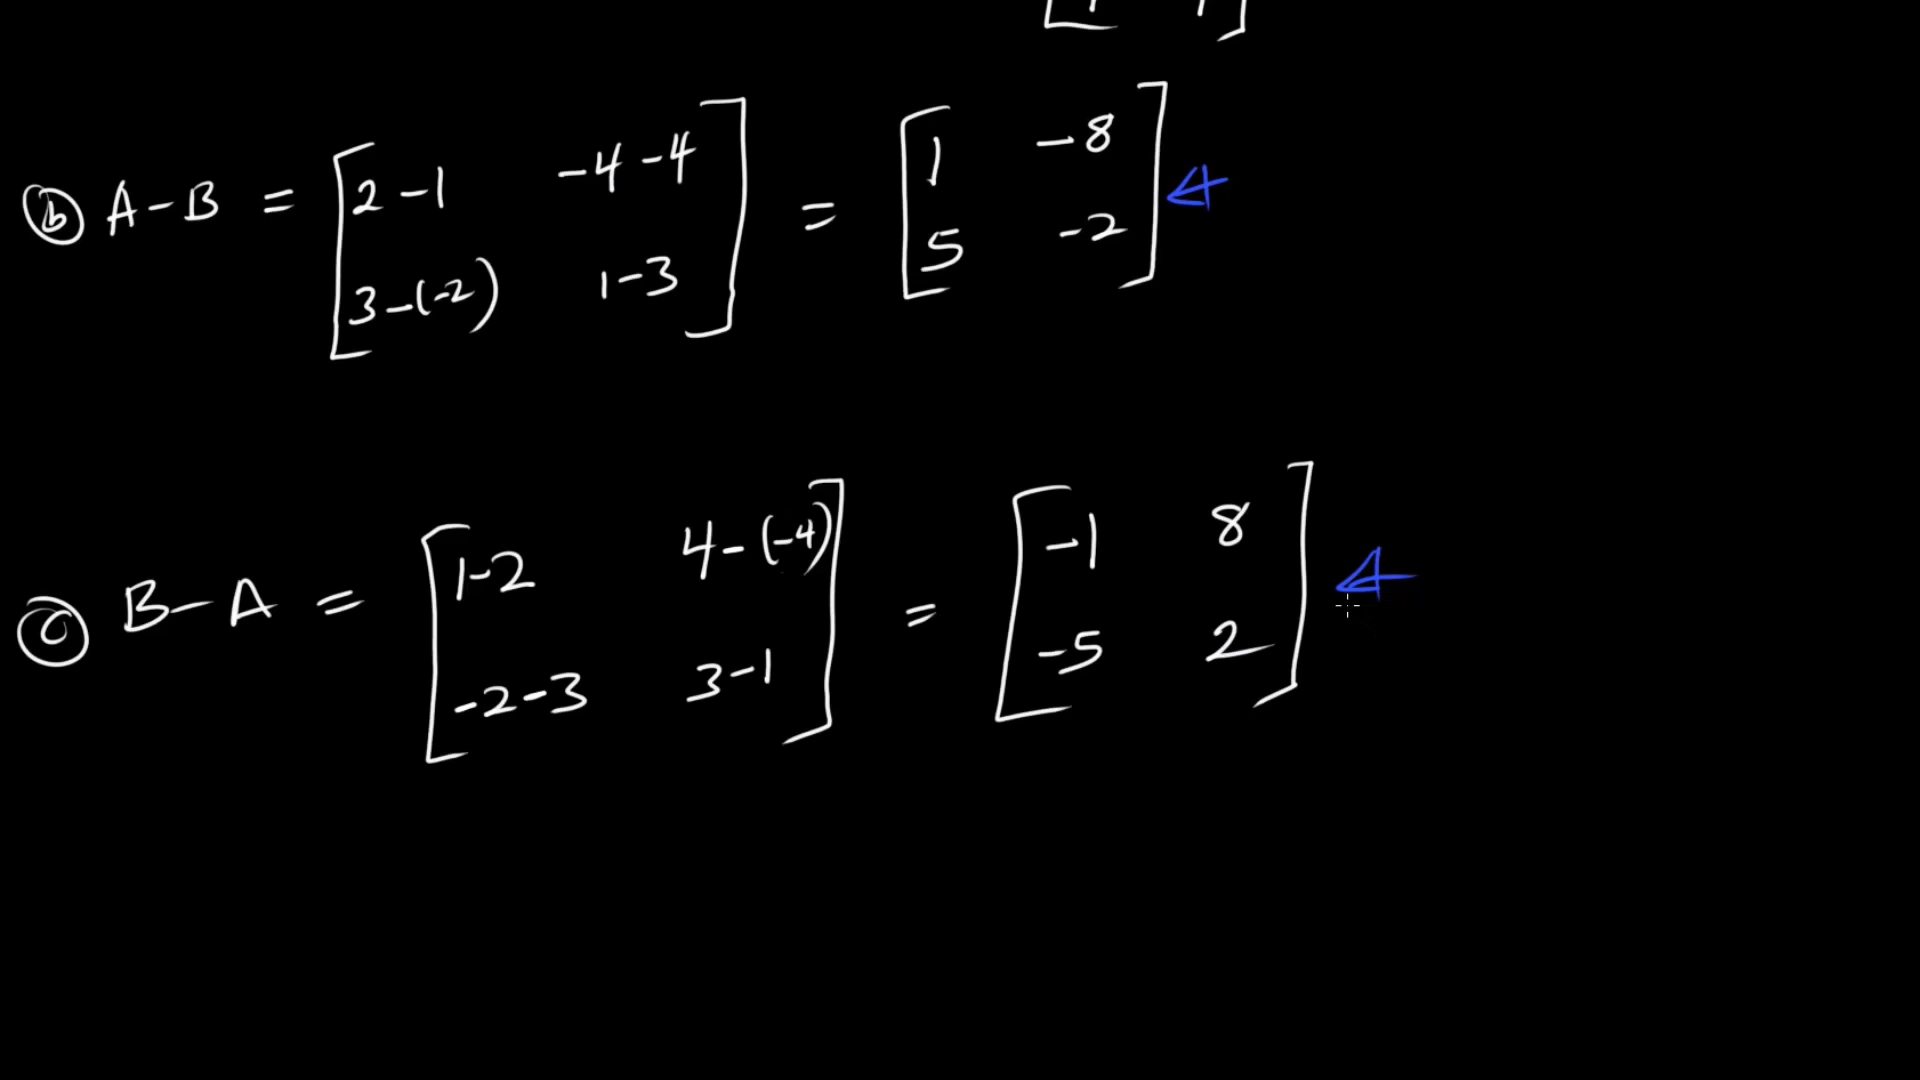 ⓑ A-B = [2-1 -4-4] = [1 -8]
[3-(-2) 1-3] [5 -2]
ⓒ B-A = [1-2 4-(-4)] = [-1 8]
[-2-3 3-1] [-5 2]